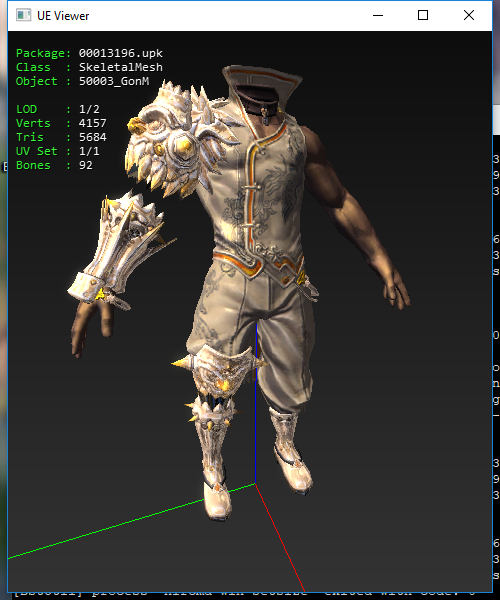 UE Viewer
Package: 00013196.upk
Class  : SkeletalMesh
Object : 50003_GonM
LOD    : 1/2
Verts  : 4157
Tris   : 5684
UV Set : 1/1
Bones  : 92